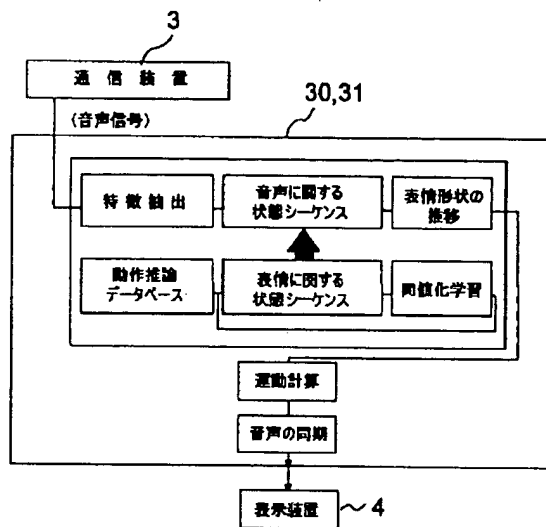 3
通信装置
(音声信号)
30,31
特徴抽出
音声に関する
状態シーケンス
表情形状の
推移
動作推論
データベース
表情に関する
状態シーケンス
同値化学習
運動計算
音声の同期
表示装置
4